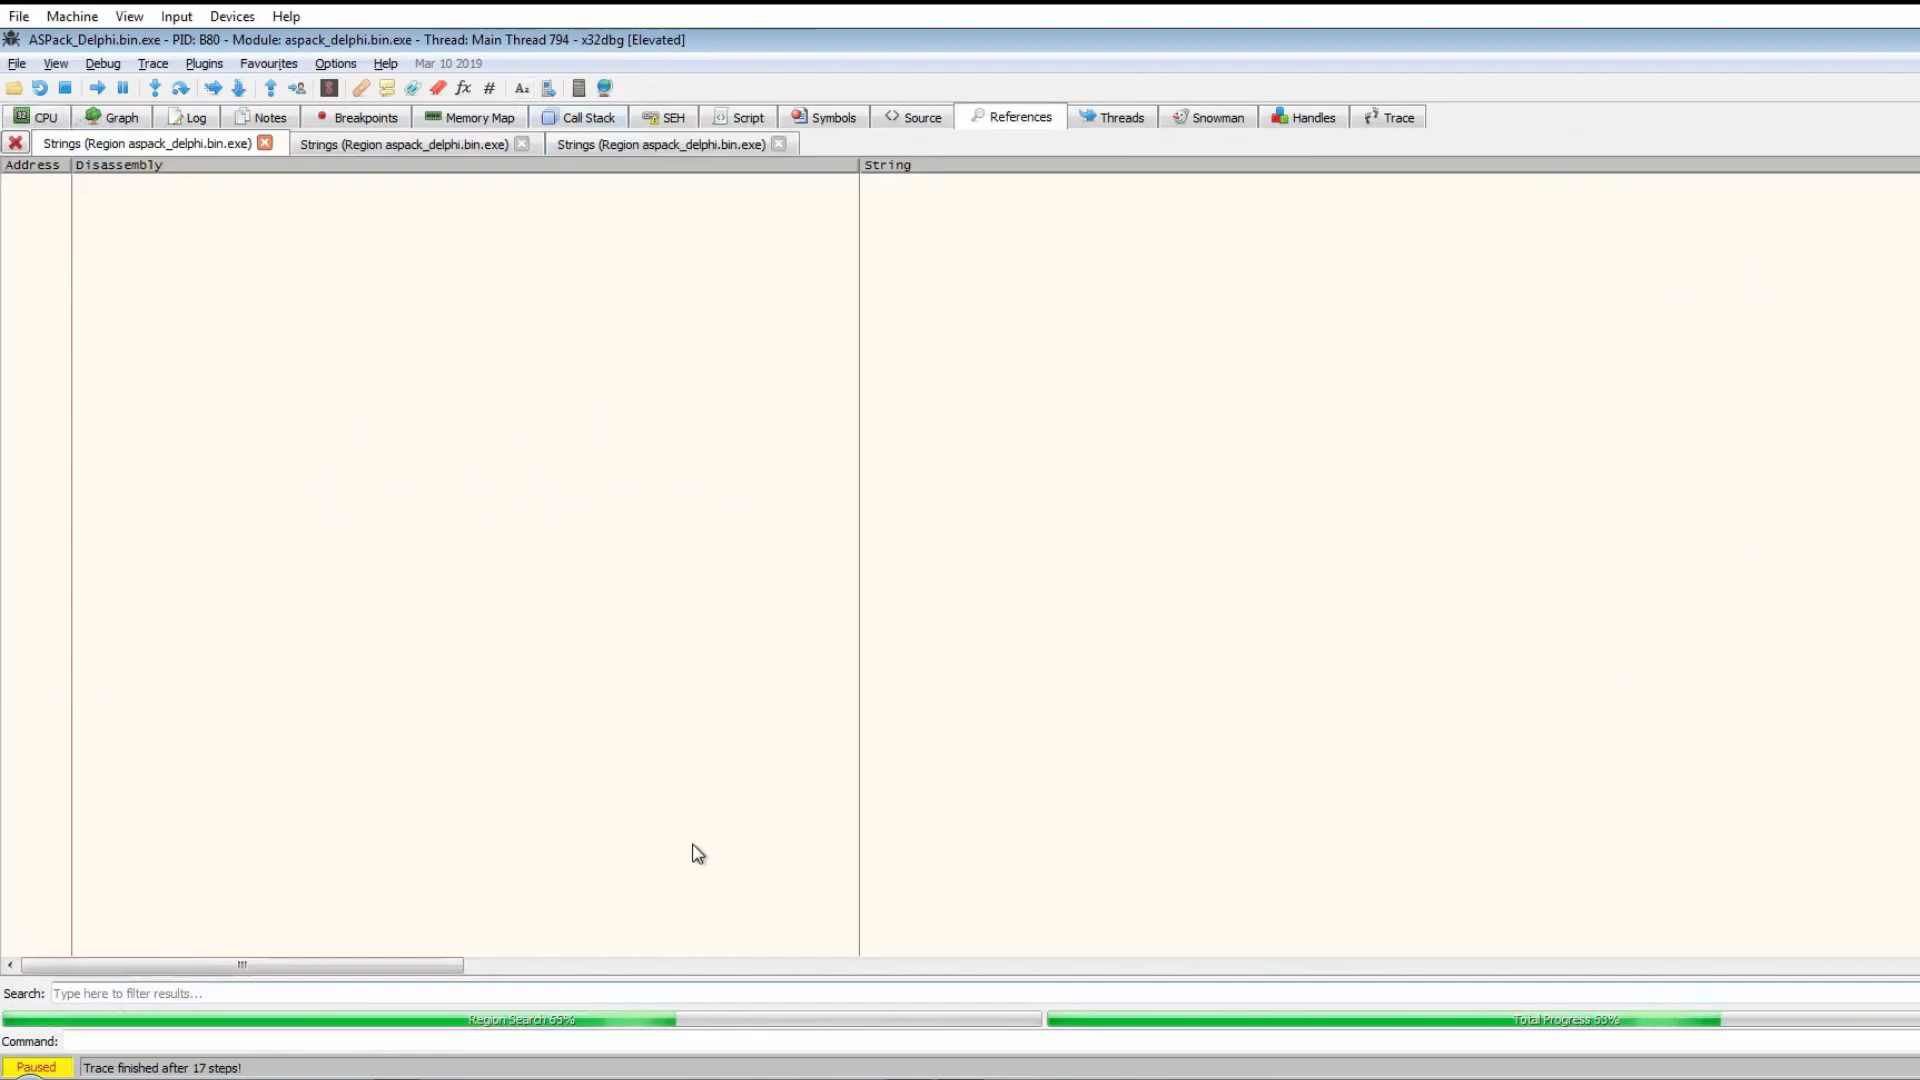 File Machine View Input Devices Help
ASPack_Delphi.bin.exe - PID: B80 - Module: aspack_delphi.bin.exe - Thread: Main Thread 794 - x32dbg [Elevated]
File View Debug Trace Plugins Favourites Options Help Mar 10 2019
CPU Graph Log Notes Breakpoints Memory Map Call Stack SEH Script Symbols Source References Threads Snowman Handles Trace
Strings (Region aspack_delphi.bin.exe) Strings (Region aspack_delphi.bin.exe) Strings (Region aspack_delphi.bin.exe)
Address Disassembly String
Search: Type here to filter results...
Region Search Total Progress
Command:
Paused Trace finished after 17 steps!